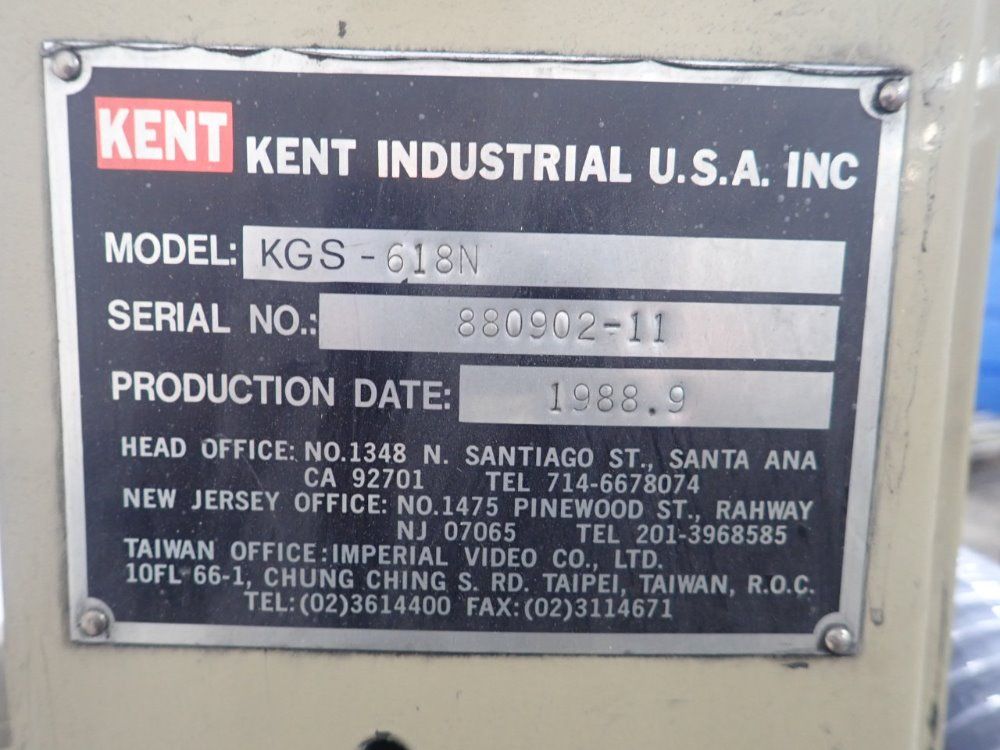 KENT KENT INDUSTRIAL U.S.A. INC
MODEL: KGS-618N
SERIAL NO.: 880902-11
PRODUCTION DATE: 1988.9
HEAD OFFICE: NO.1348 N. SANTIAGO ST., SANTA ANA
CA 92701 TEL 714-6678074
NEW JERSEY OFFICE: NO.1475 PINEWOOD ST., RAHWAY
NJ 07065 TEL 201-3968585
TAIWAN OFFICE:IMPERIAL VIDEO CO., LTD.
10FL 66-1, CHUNG CHING S. RD. TAIPEI, TAIWAN, R.O.C.
TEL:(02)3614400 FAX:(02)3114671